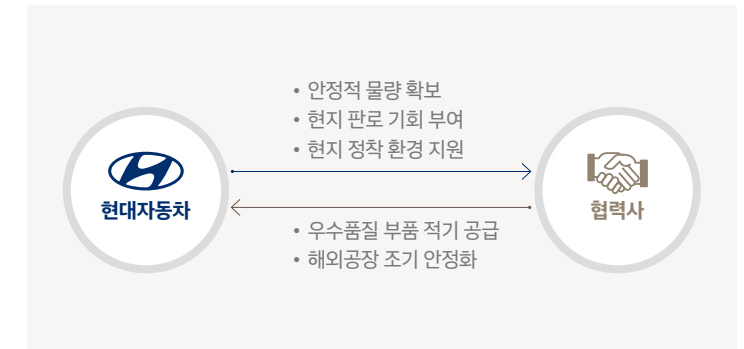 • 안정적 물량 확보
• 현지 판로 기회 부여
• 현지 정착 환경 지원
현대자동차
협력사
• 우수품질 부품 적기 공급
• 해외공장 조기 안정화